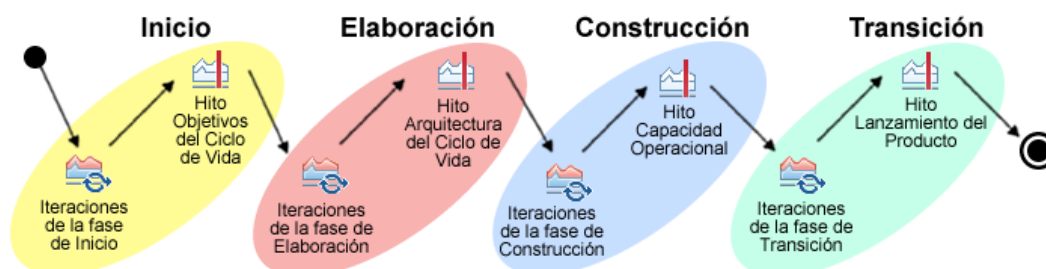 Inicio
Elaboración
Construcción
Transición
Hito
Objetivos
del Ciclo
de Vida
Iteraciones
de la fase
de Inicio
Hito
Arquitectura
del Ciclo de
Vida
Iteraciones
de la fase de
Elaboración
Hito
Capacidad
Operacional
Iteraciones
de la fase de
Construcción
Hito
Lanzamiento del
Producto
Iteraciones
de la fase de
Transición